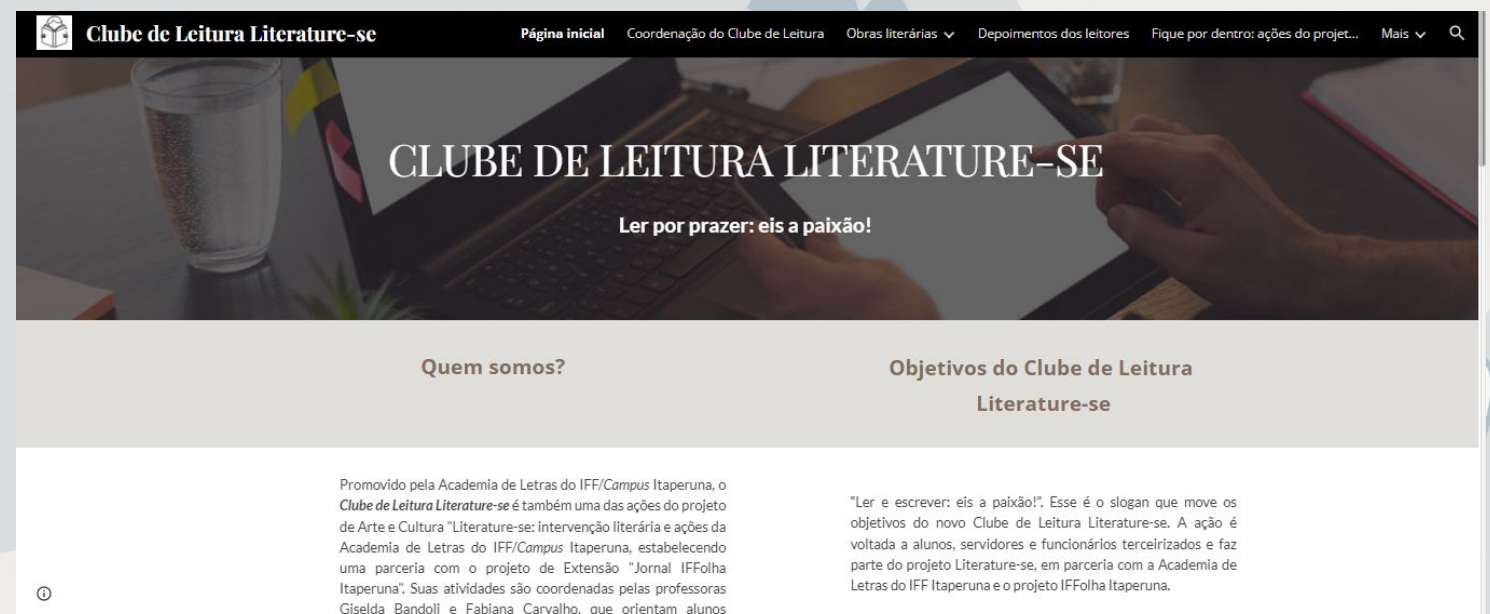 Clube de Leitura Literature-se
Página inicial Coordenação do Clube de Leitura Obras literárias Depoimentos dos leitores Fique por dentro: ações do projet... Mais
CLUBE DE LEITURA LITERATURE-SE
Ler por prazer: eis a paixão!
Quem somos?
Objetivos do Clube de Leitura
Literature-se
Promovido pela Academia de Letras do IFF/Campus Itaperuna, o
Clube de Leitura Literature-se é também uma das ações do projeto
de Arte e Cultura "Literature-se: intervenção literária e ações da
Academia de Letras do IFF/Campus Itaperuna, estabelecendo
uma parceria com o projeto de Extensão "Jornal IFFolha
Itaperuna". Suas atividades são coordenadas pelas professoras
Giselda Bandoli e Fabiana Carvalho, que orientam alunos
"Ler e escrever: eis a paixão!". Esse é o slogan que move os
objetivos do novo Clube de Leitura Literature-se. A ação é
voltada a alunos, servidores e funcionários terceirizados e faz
parte do projeto Literature-se, em parceria com a Academia de
Letras do IFF Itaperuna e o projeto IFFolha Itaperuna.